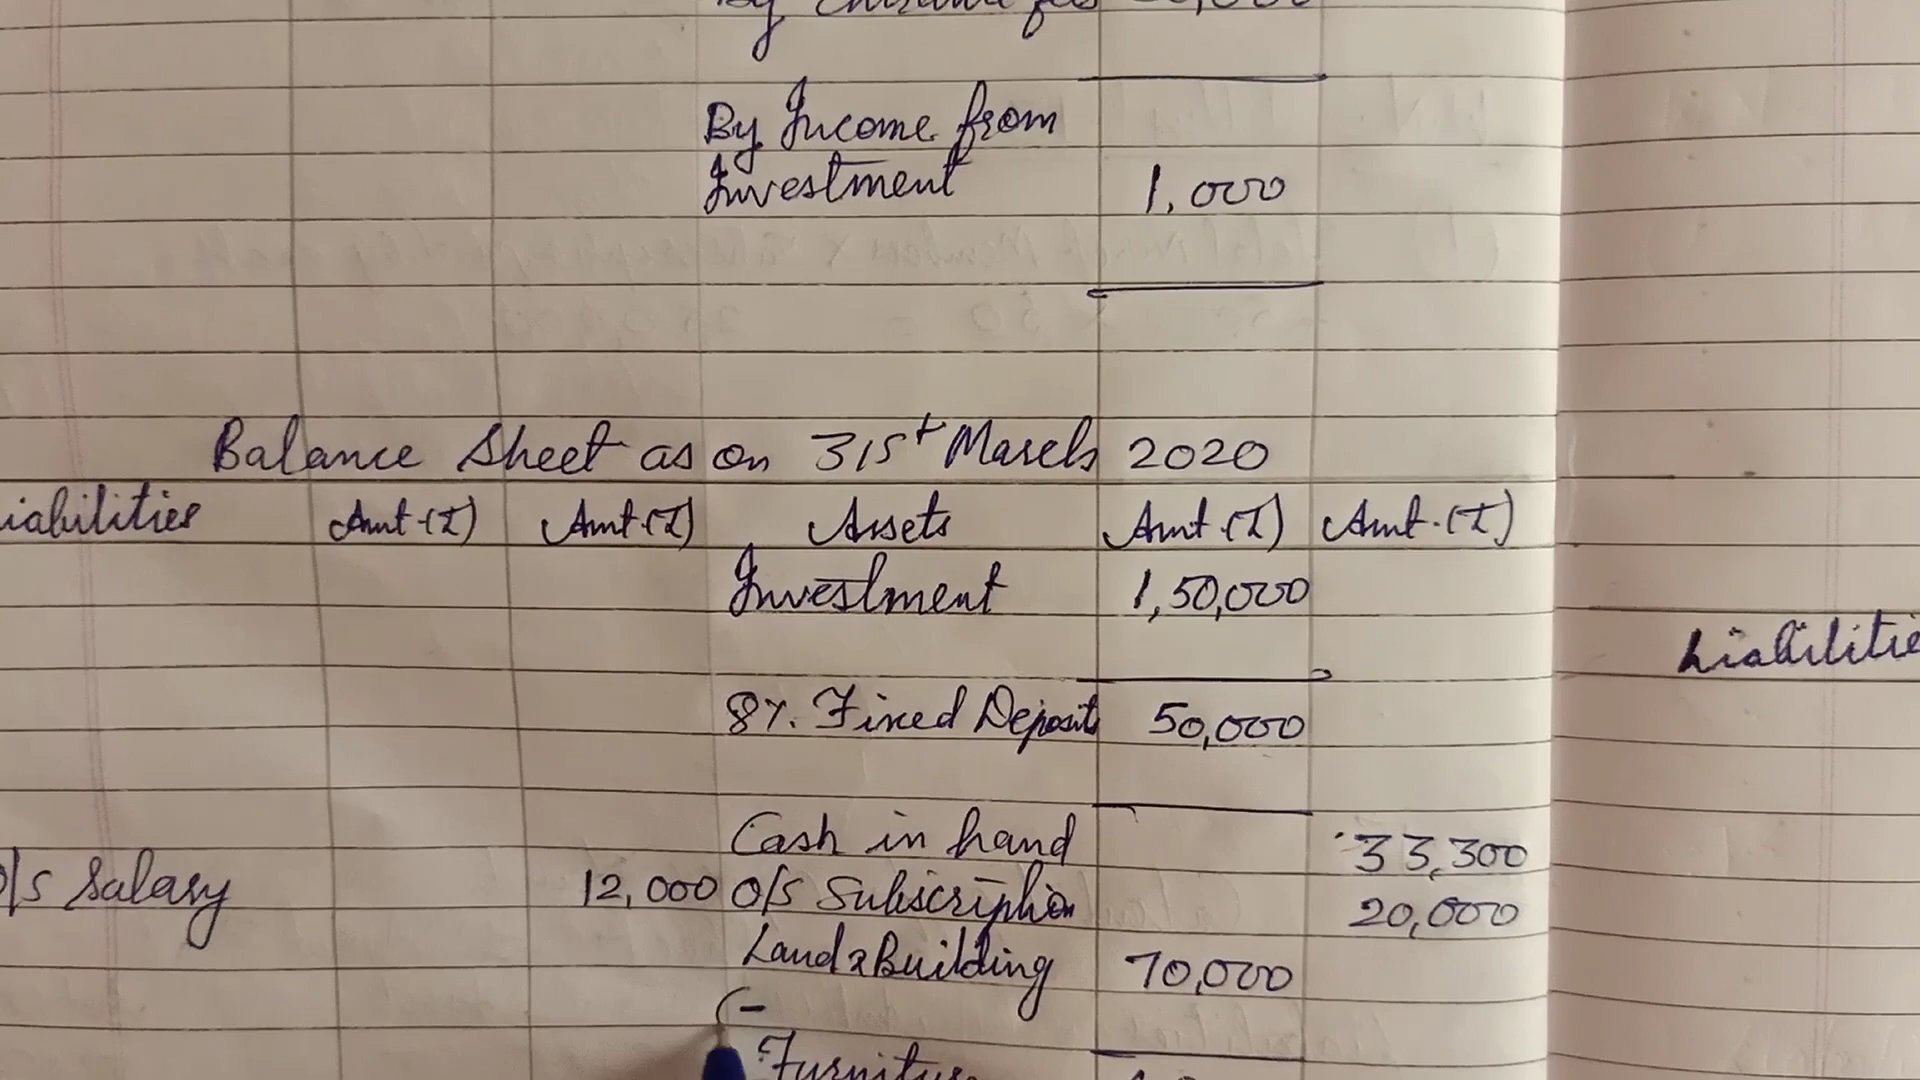 By Income from
Investment 1,000
Balance Sheet as on 31st March 2020
iabilities Amt.(₹) Amt.(₹) Assets Amt.(₹) Amt.(₹)
Investment 1,50,000
Liabilitie
8%. Fixed Deposit 50,000
Cash in hand 33,300
o/s Salary 12,000 O/s Subscription 20,000
Land & Building 70,000
(-
Furniture